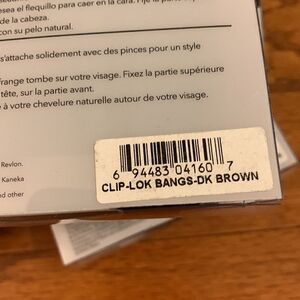 esea el flequillo para caer en la cara. Fije la parte
de la cabeza.
con su pelo natural.
s'attache solidement avec des pinces pour un style
frange tombe sur votre visage. Fixez la partie supérieure
tête, sur la partie avant.
à votre chevelure naturelle autour de votre visage.
Revlon.
Kaneka
nd other
6 94483 04160 7
CLIP-LOK BANGS-DK BROWN